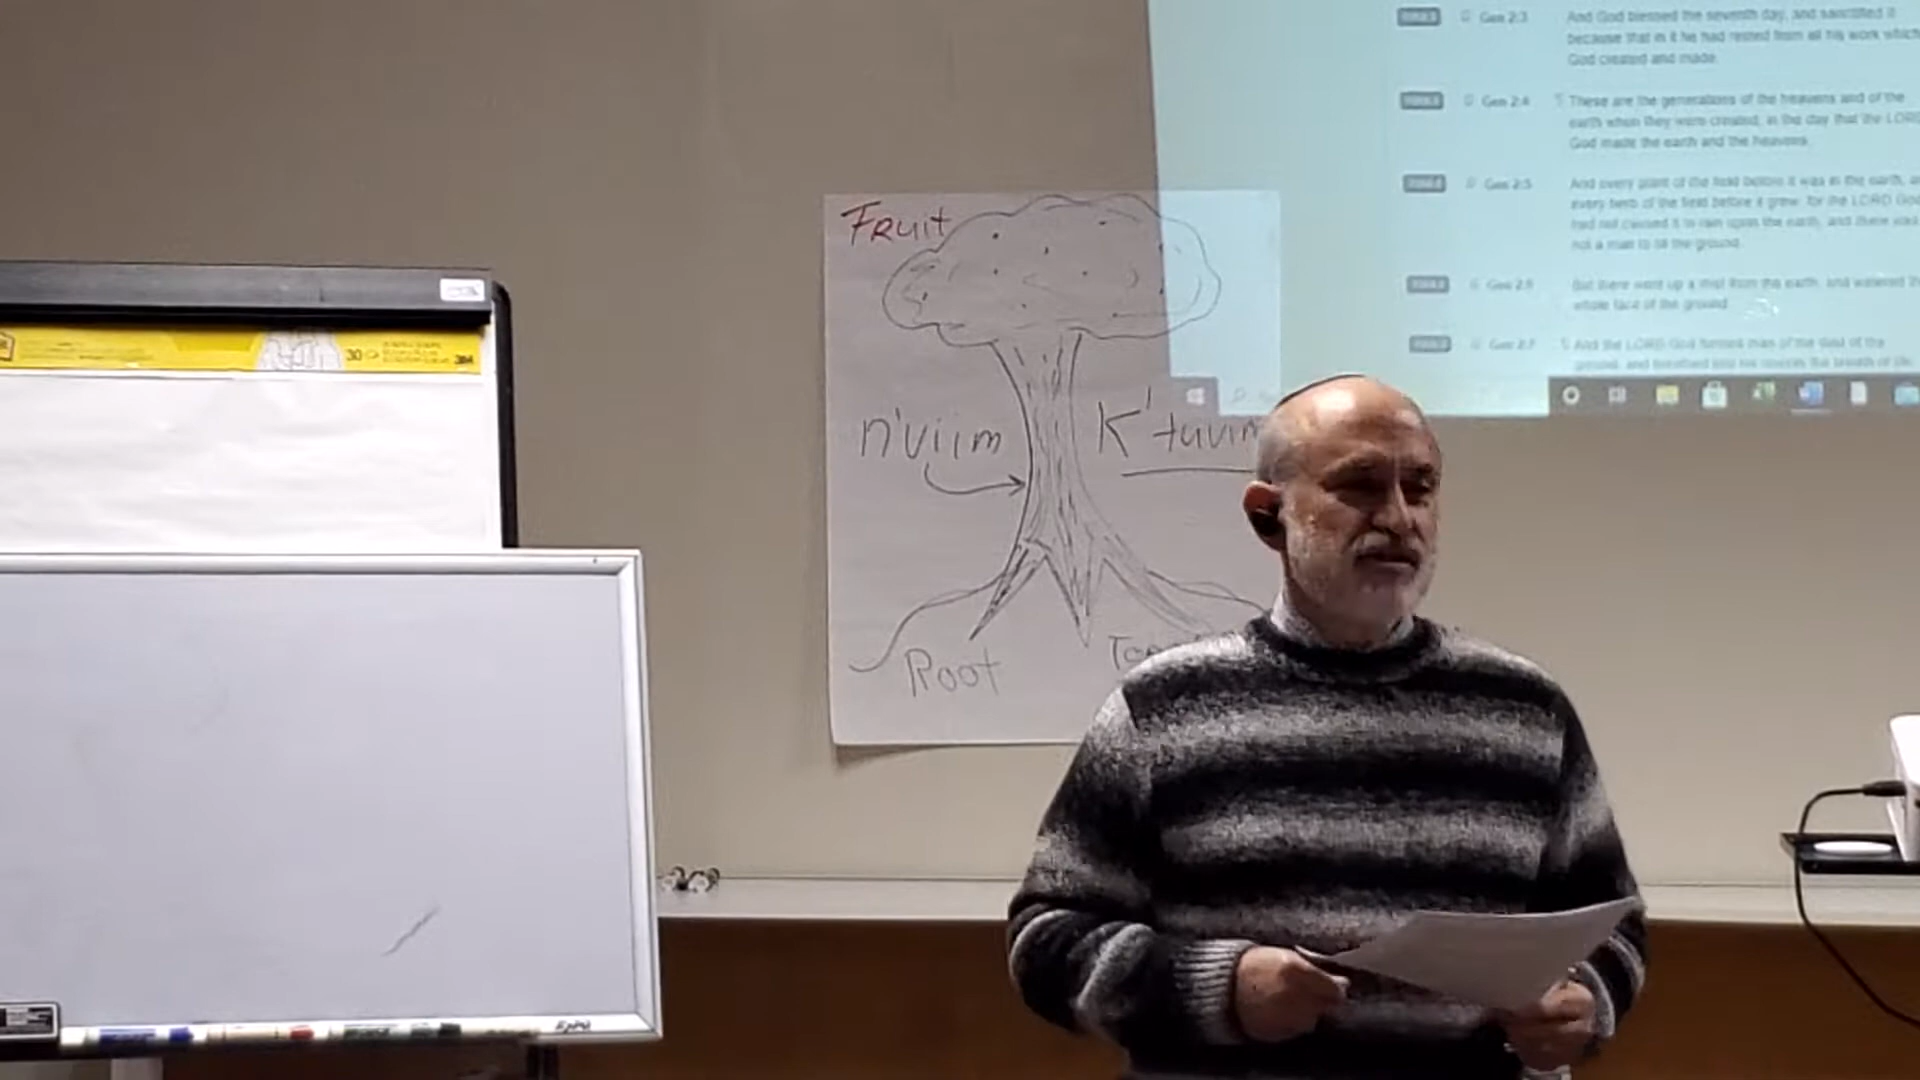 Gen 2:3 And God blessed the seventh day, and sanctified it
because that in it he had rested from all his work which
God created and made.
Gen 2:4 These are the generations of the heavens and of the
earth when they were created, in the day that the LORD
God made the earth and the heavens.
Gen 2:5 And every plant of the field before it was in the earth, and
every herb of the field before it grew: for the LORD God
had not caused it to rain upon the earth, and there was
not a man to till the ground.
Gen 2:6 But there went up a mist from the earth, and watered the
whole face of the ground.
Gen 2:7 And the LORD God formed man of the dust of the
ground, and breathed into his nostrils the breath of life
Fruit
n'viim
K'tuvim
Root
30
3M
EXPO